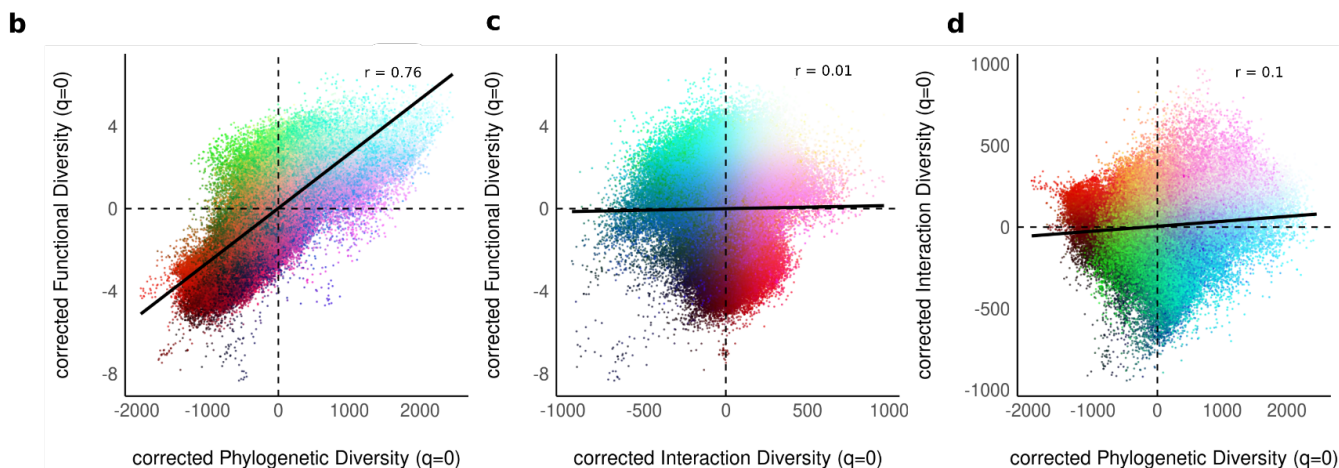 b
corrected Functional Diversity (q=0)
r = 0.76
4
0
-4
-8
-2000 -1000 0 1000 2000
corrected Phylogenetic Diversity (q=0)
c
corrected Functional Diversity (q=0)
r = 0.01
4
0
-4
-8
-1000 -500 0 500 1000
corrected Interaction Diversity (q=0)
d
corrected Interaction Diversity (q=0)
r = 0.1
1000
500
0
-500
-1000
-2000 -1000 0 1000 2000
corrected Phylogenetic Diversity (q=0)